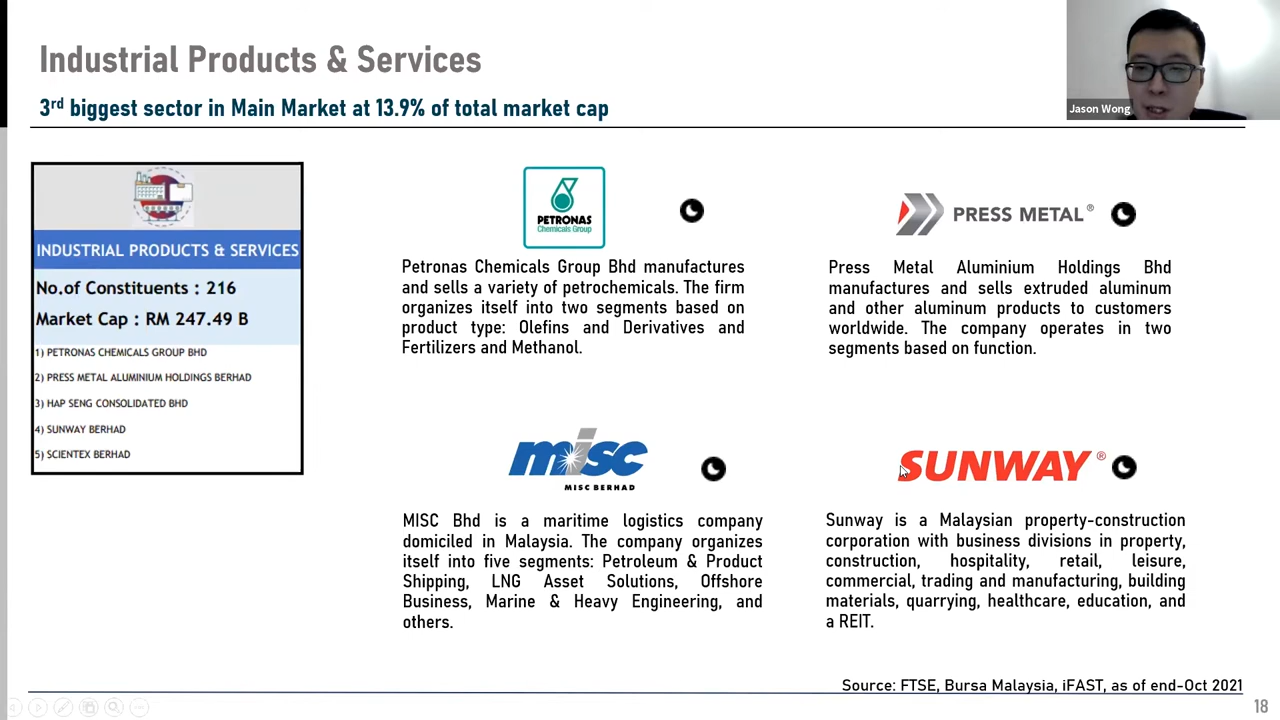 Industrial Products & Services
3rd biggest sector in Main Market at 13.9% of total market cap
Jason Wong
INDUSTRIAL PRODUCTS & SERVICES
No.of Constituents : 216
Market Cap : RM 247.49 B
1) PETRONAS CHEMICALS GROUP BHD
2) PRESS METAL ALUMINIUM HOLDINGS BERHAD
3) HAP SENG CONSOLIDATED BHD
4) SUNWAY BERHAD
5) SCIENTEX BERHAD
PETRONAS
Chemicals Group
Petronas Chemicals Group Bhd manufactures
and sells a variety of petrochemicals. The firm
organizes itself into two segments based on
product type: Olefins and Derivatives and
Fertilizers and Methanol.
PRESS METAL ®
Press Metal Aluminium Holdings Bhd
manufactures and sells extruded aluminum
and other aluminum products to customers
worldwide. The company operates in two
segments based on function.
misc
MISC BERHAD
MISC Bhd is a maritime logistics company
domiciled in Malaysia. The company organizes
itself into five segments: Petroleum & Product
Shipping, LNG Asset Solutions, Offshore
Business, Marine & Heavy Engineering, and
others.
SUNWAY ®
Sunway is a Malaysian property-construction
corporation with business divisions in property,
construction, hospitality, retail, leisure,
commercial, trading and manufacturing, building
materials, quarrying, healthcare, education, and
a REIT.
Source: FTSE, Bursa Malaysia, iFAST, as of end-Oct 2021
18